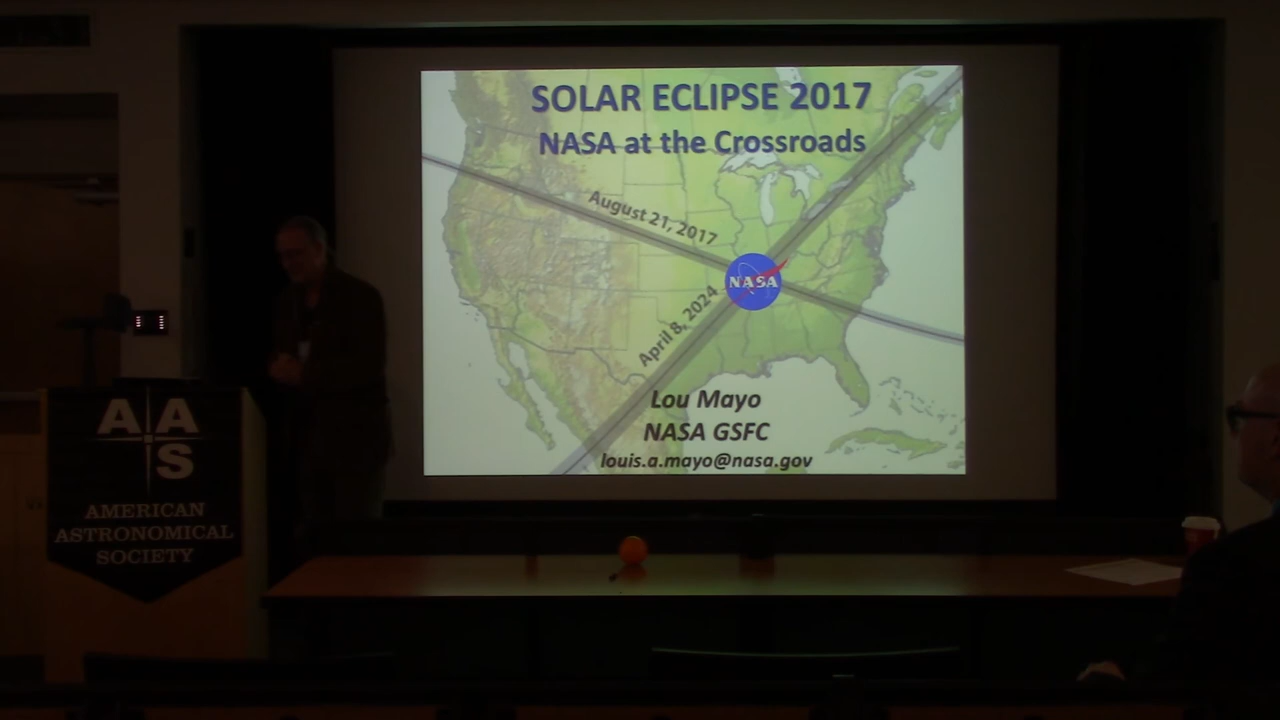 SOLAR ECLIPSE 2017
NASA at the Crossroads
August 21, 2017
NASA
April 8, 2024
Lou Mayo
NASA GSFC
louis.a.mayo@nasa.gov
AAS
AMERICAN
ASTRONOMICAL
SOCIETY